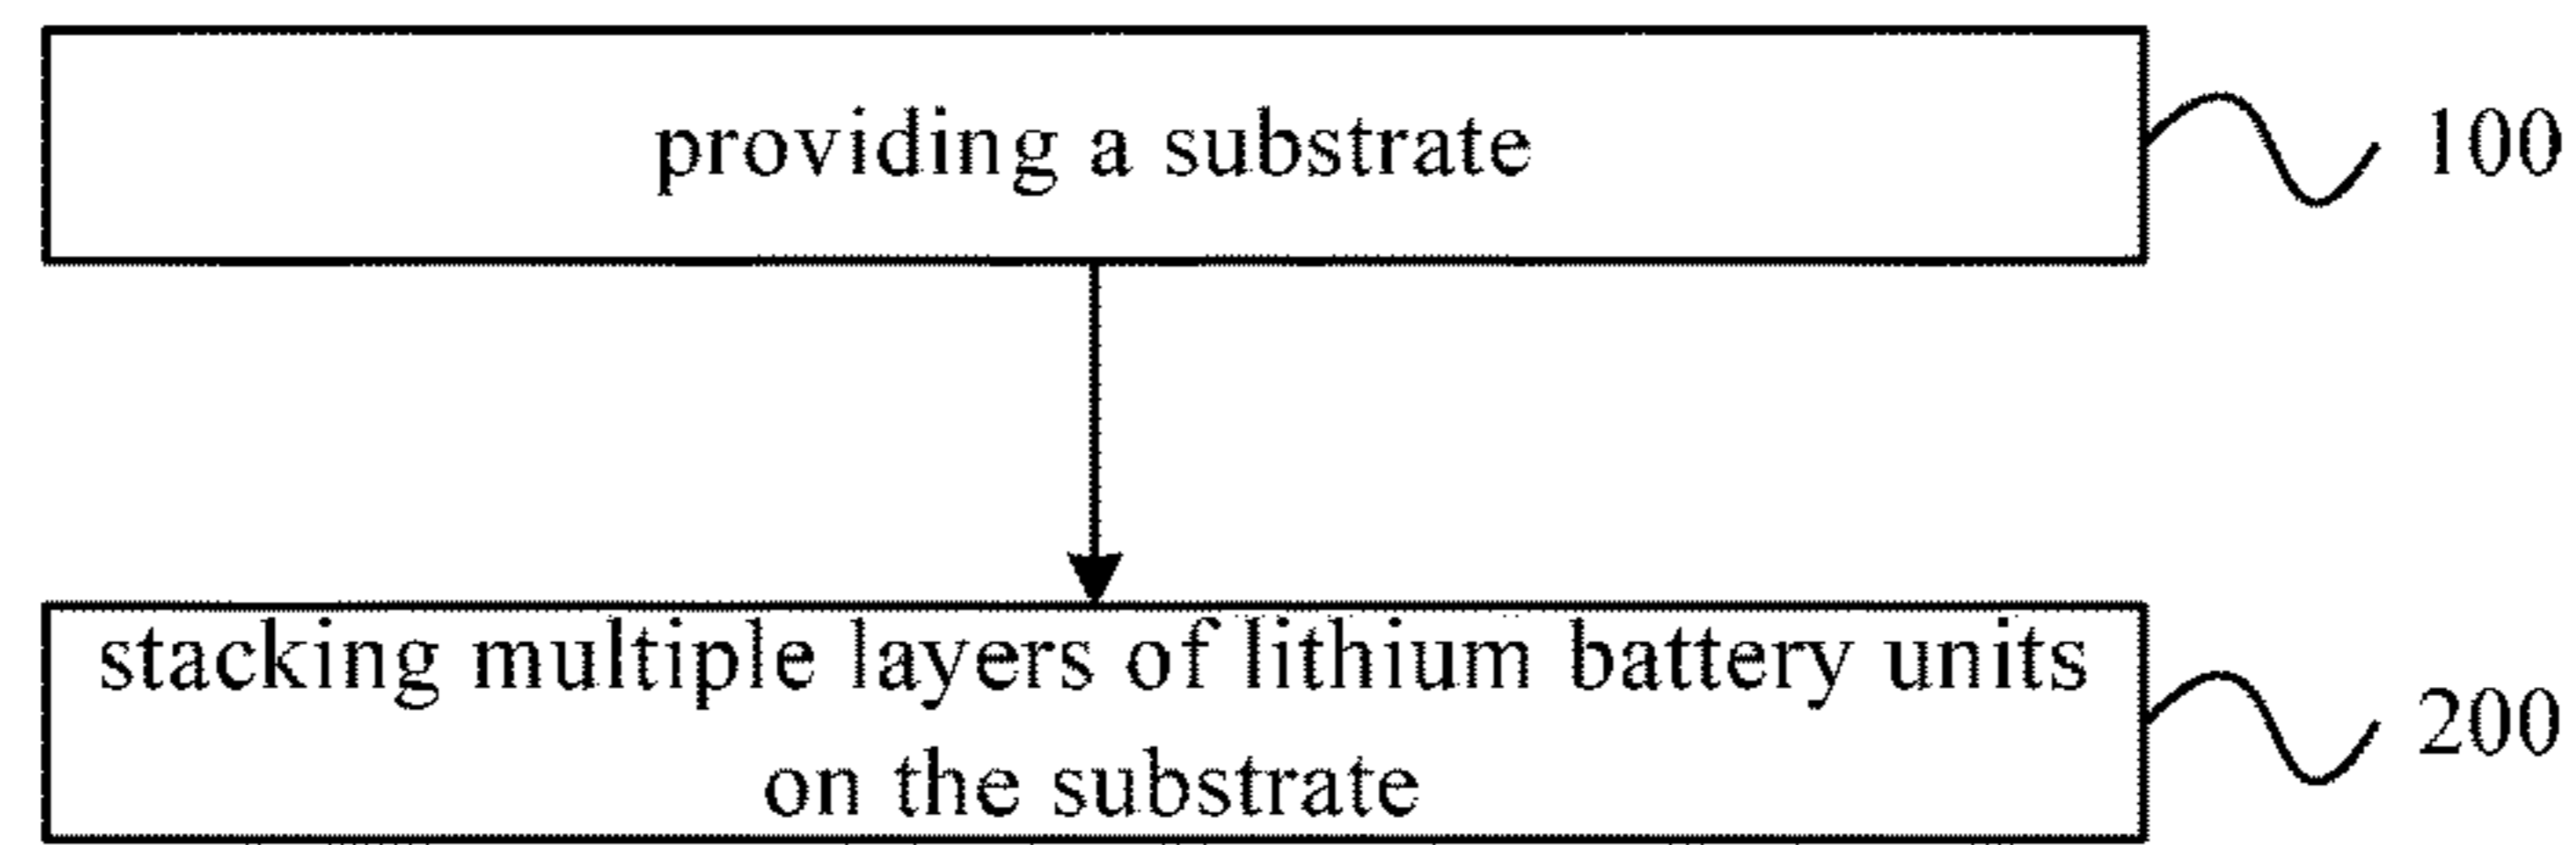 providing a substrate
100
stacking multiple layers of lithium battery units
on the substrate
200